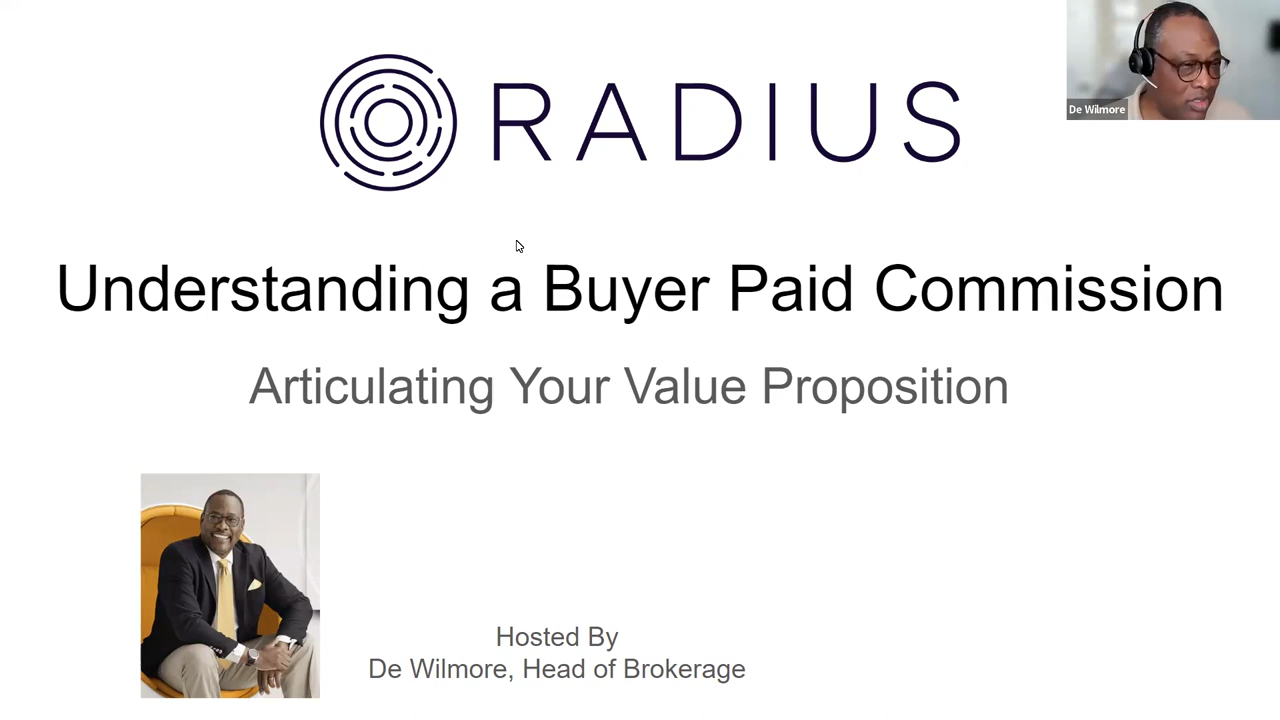 RADIUS
De Wilmore
Understanding a Buyer Paid Commission
Articulating Your Value Proposition
Hosted By
De Wilmore, Head of Brokerage